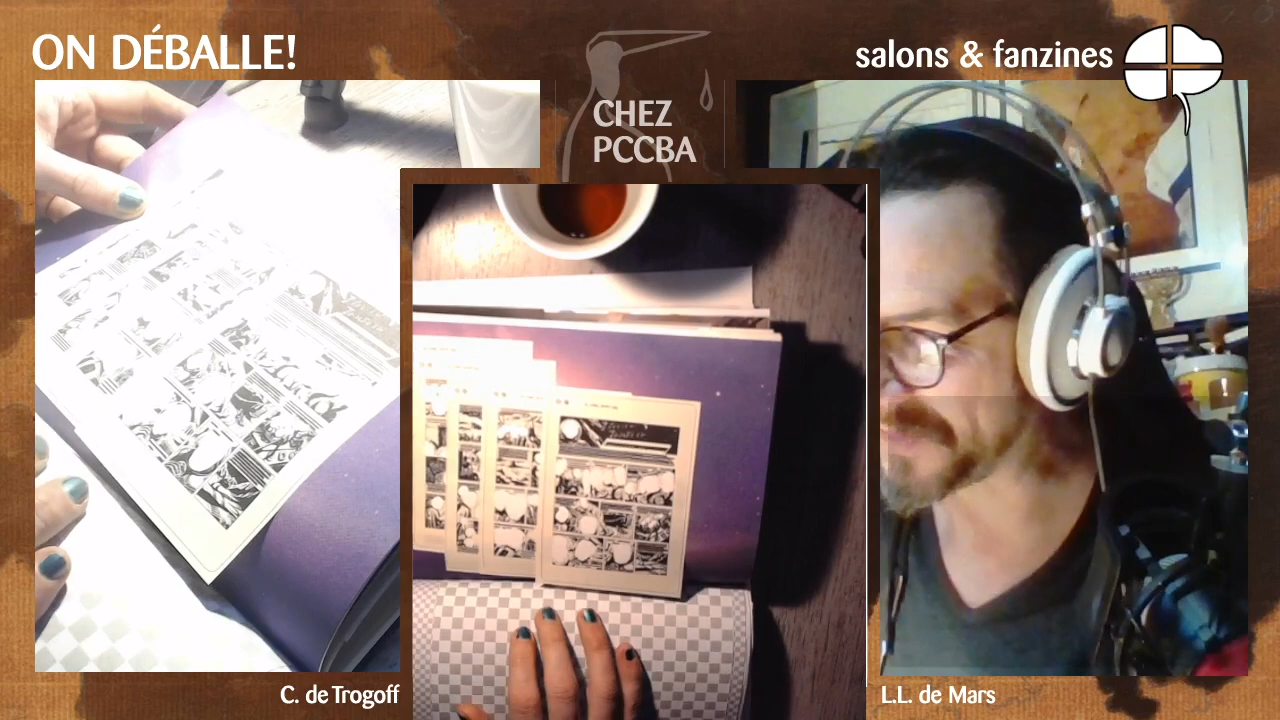 ON DÉBALLE!
salons & fanzines
CHEZ
PCCBA
C. de Trogoff
L.L. de Mars